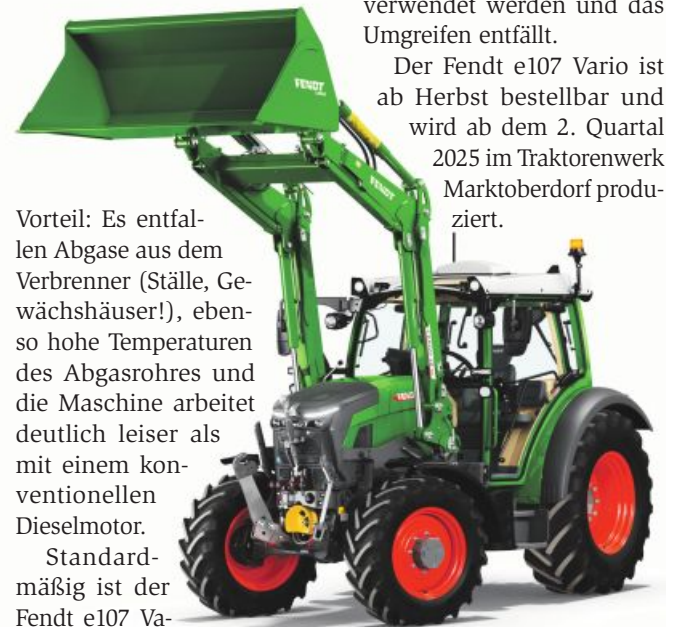 Vorteil: Es entfal-
len Abgase aus dem
Verbrenner (Ställe, Ge-
wächshäuser!), eben-
so hohe Temperaturen
des Abgasrohres und
die Maschine arbeitet
deutlich leiser als
mit einem kon-
ventionellen
Dieselmotor.
Standard-
mäßig ist der
Fendt e107 Va-
verwendet werden und das
Umgreifen entfällt.
Der Fendt e107 Vario ist
ab Herbst bestellbar und
wird ab dem 2. Quartal
2025 im Traktorenwerk
Marktoberdorf produ-
ziert.
FENDT
FENDT
FENDT